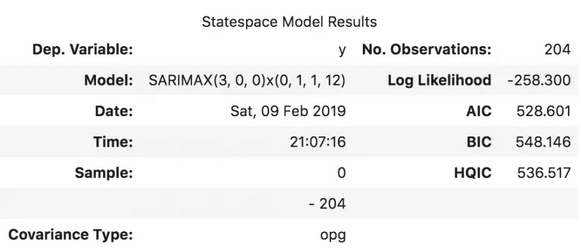 Statespace Model Results
Dep. Variable: y No. Observations: 204
Model: SARIMAX(3, 0, 0)x(0, 1, 1, 12) Log Likelihood -258.300
Date: Sat, 09 Feb 2019 AIC 528.601
Time: 21:07:16 BIC 548.146
Sample: 0 HQIC 536.517
- 204
Covariance Type: opg